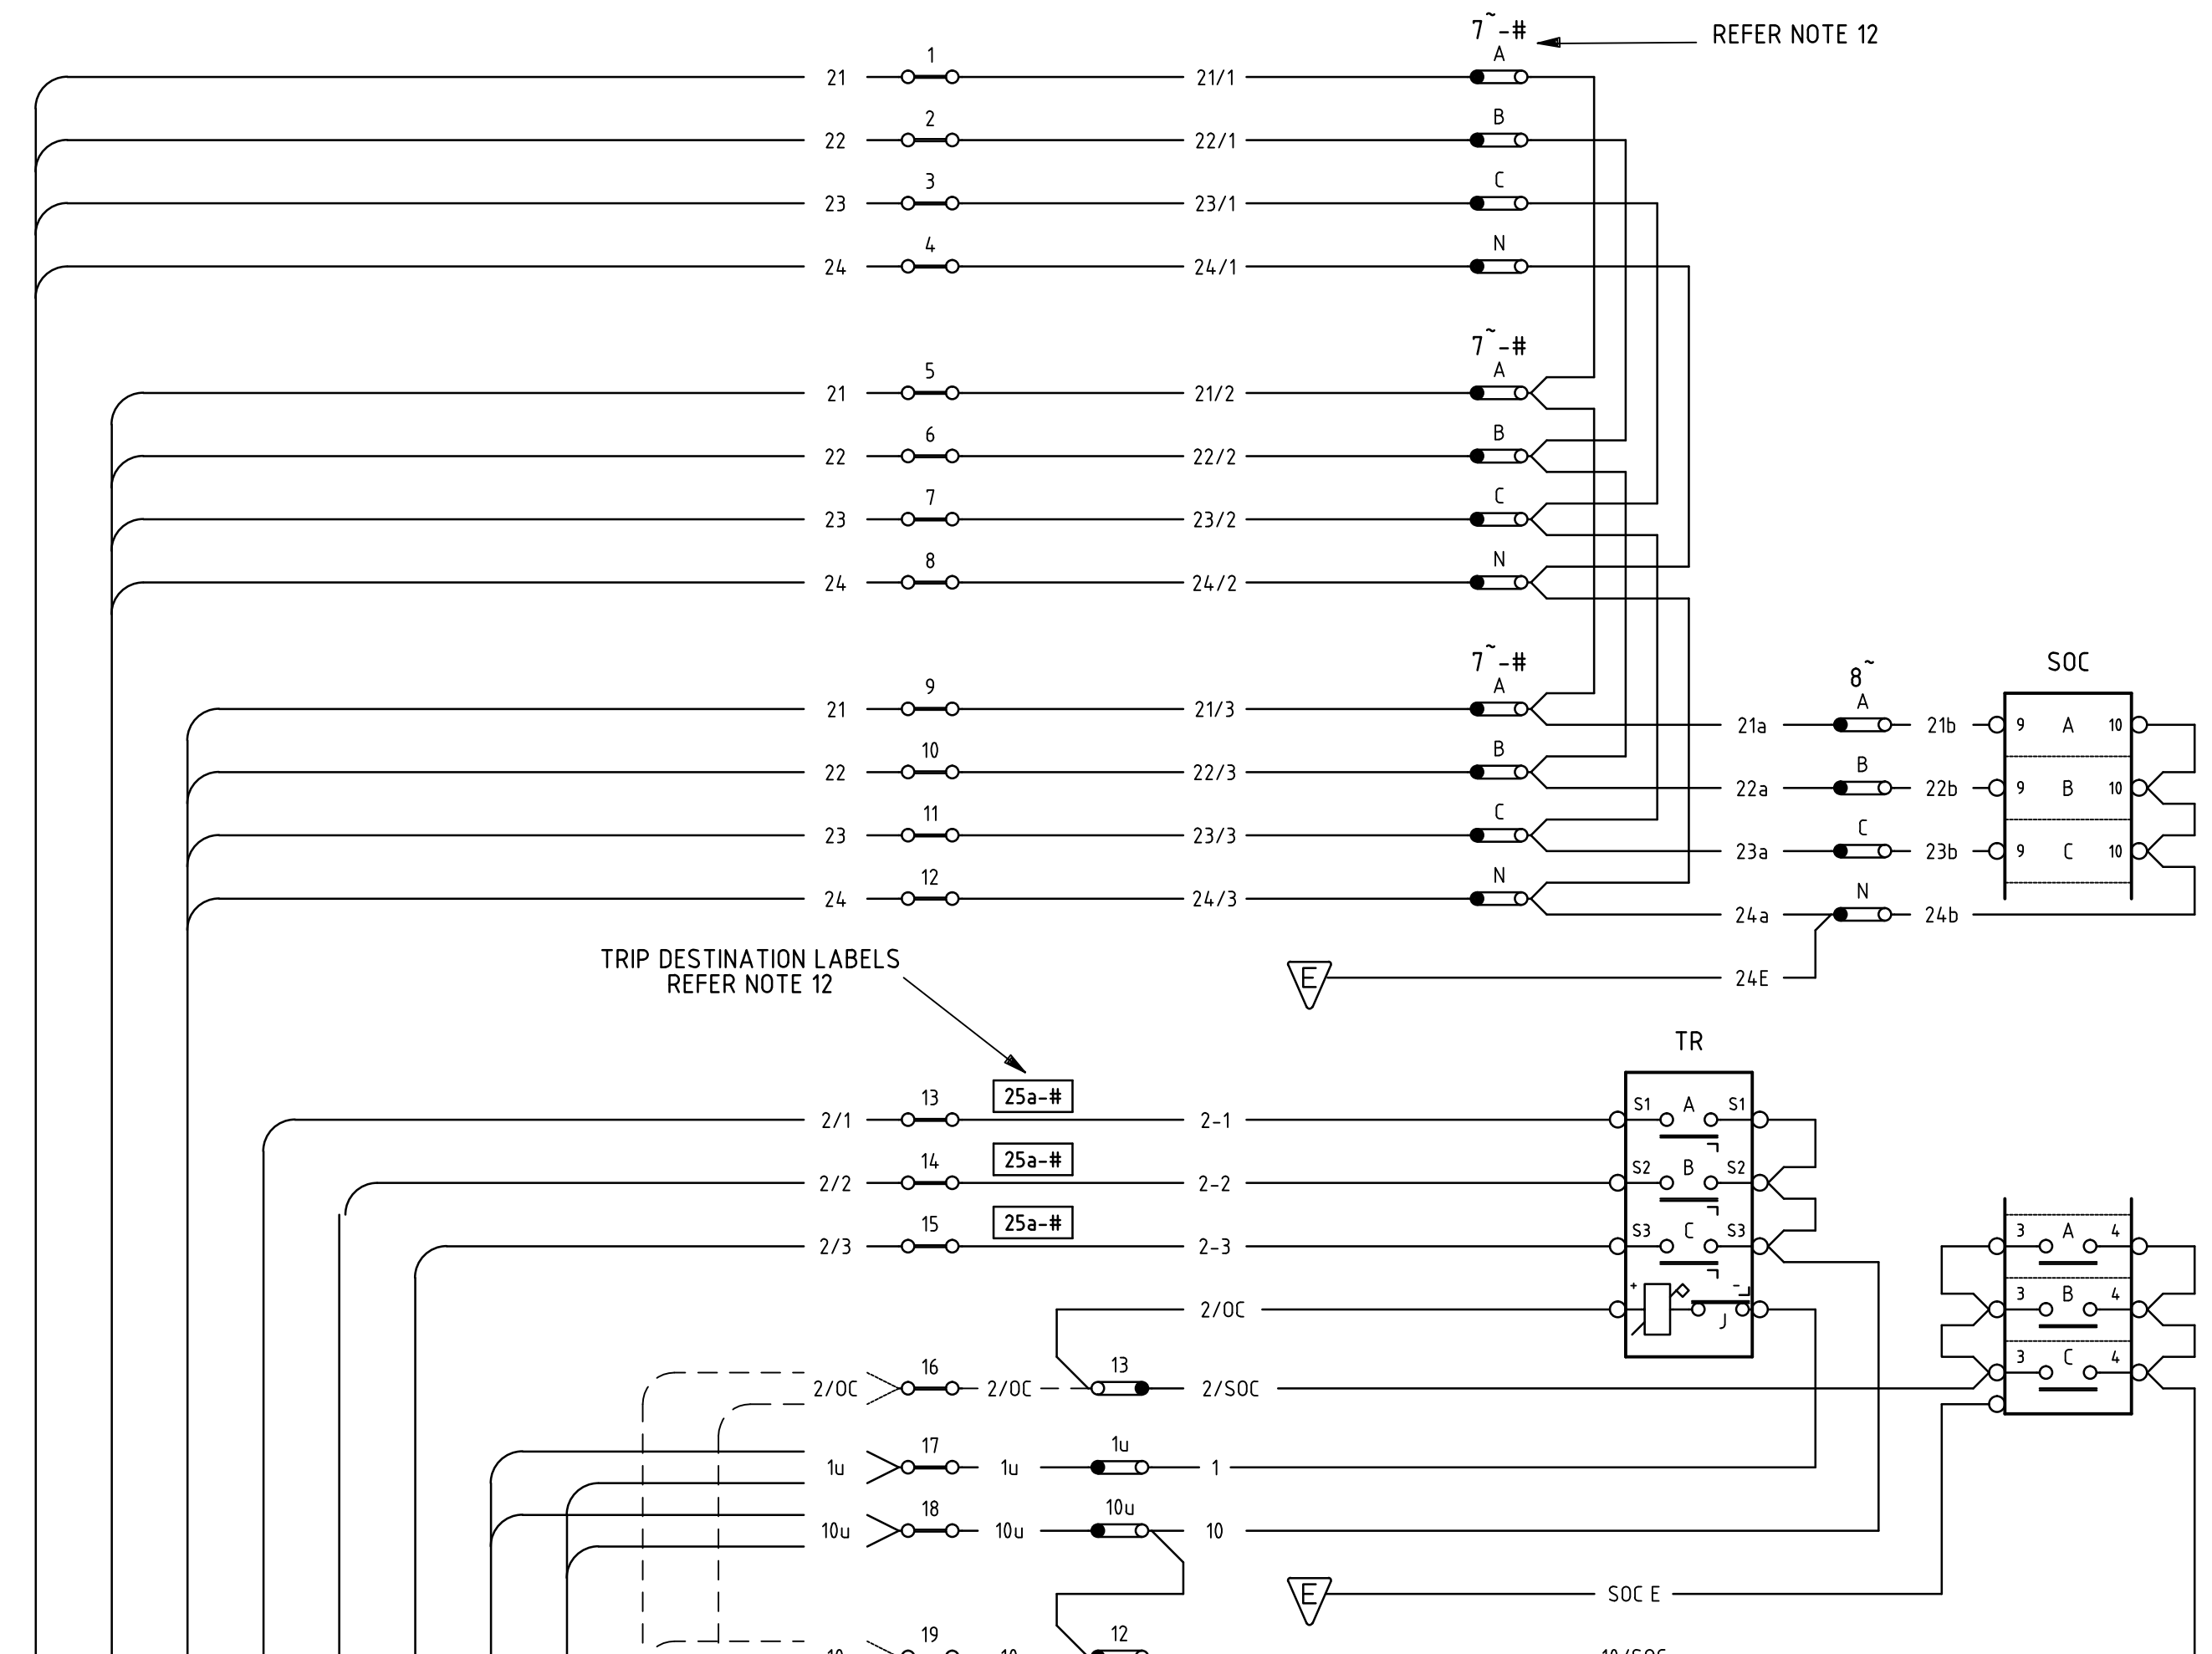 7~-#
REFER NOTE 12
1
A
21
21/1
2
B
22
22/1
3
C
23
23/1
4
N
24
24/1
7~-#
5
A
21
21/2
6
B
22
22/2
7
C
23
23/2
8
N
24
24/2
7~-#
8~
SOC
9
A
A
21
21/3
21a
21b
9 A 10
10
B
B
22
22/3
22a
22b
9 B 10
11
C
C
23
23/3
23a
23b
9 C 10
12
N
N
24
24/3
24a
24b
TRIP DESTINATION LABELS
REFER NOTE 12
E
24E
TR
13
25a-#
2/1
2-1
S1 A S1
14
25a-#
2/2
2-2
S2 B S2
15
25a-#
2/3
2-3
S3 C S3
3 A 4
+
-
2/OC
J
3 B 4
16
13
2/OC
2/OC
2/SOC
3 C 4
17
1u
1u
1u
1
18
10u
10u
10u
10
E
SOC E
19
12